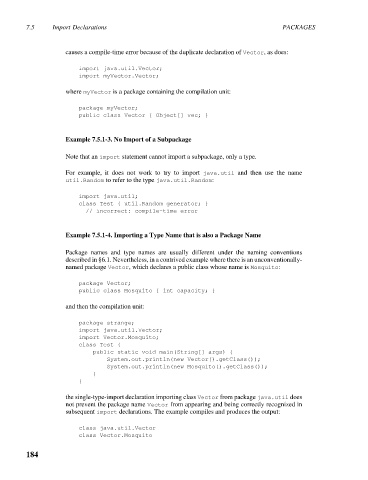 7.5 Import Declarations PACKAGES
causes a compile-time error because of the duplicate declaration of Vector, as does:
import java.util.Vector;
import myVector.Vector;
where myVector is a package containing the compilation unit:
package myVector;
public class Vector { Object[] vec; }
Example 7.5.1-3. No Import of a Subpackage
Note that an import statement cannot import a subpackage, only a type.
For example, it does not work to try to import java.util and then use the name
util.Random to refer to the type java.util.Random:
import java.util;
class Test { util.Random generator; }
// incorrect: compile-time error
Example 7.5.1-4. Importing a Type Name that is also a Package Name
Package names and type names are usually different under the naming conventions
described in §6.1. Nevertheless, in a contrived example where there is an unconventionally-
named package Vector, which declares a public class whose name is Mosquito:
package Vector;
public class Mosquito { int capacity; }
and then the compilation unit:
package strange;
import java.util.Vector;
import Vector.Mosquito;
class Test {
public static void main(String[] args) {
System.out.println(new Vector().getClass());
System.out.println(new Mosquito().getClass());
}
}
the single-type-import declaration importing class Vector from package java.util does
not prevent the package name Vector from appearing and being correctly recognized in
subsequent import declarations. The example compiles and produces the output:
class java.util.Vector
class Vector.Mosquito
184